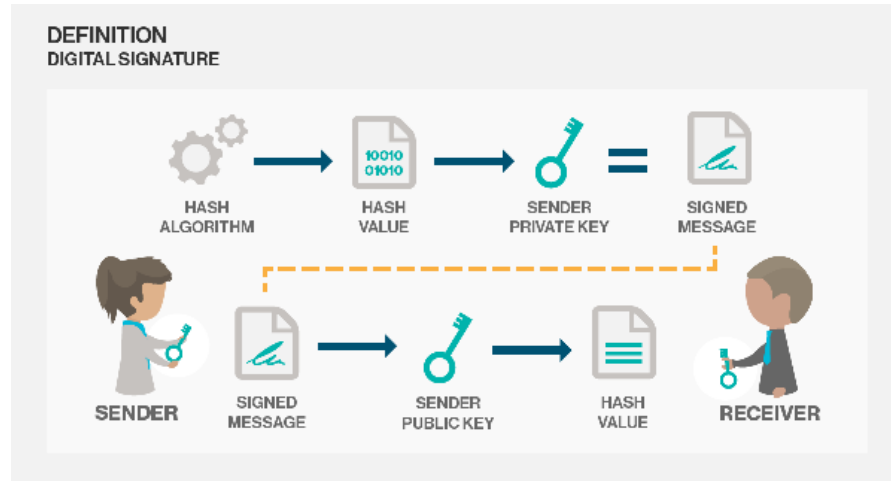 DEFINITION
DIGITAL SIGNATURE
10010
01010
HASH
ALGORITHM
HASH
VALUE
SENDER
PRIVATE KEY
SIGNED
MESSAGE
SENDER
SIGNED
MESSAGE
SENDER
PUBLIC KEY
HASH
VALUE
RECEIVER